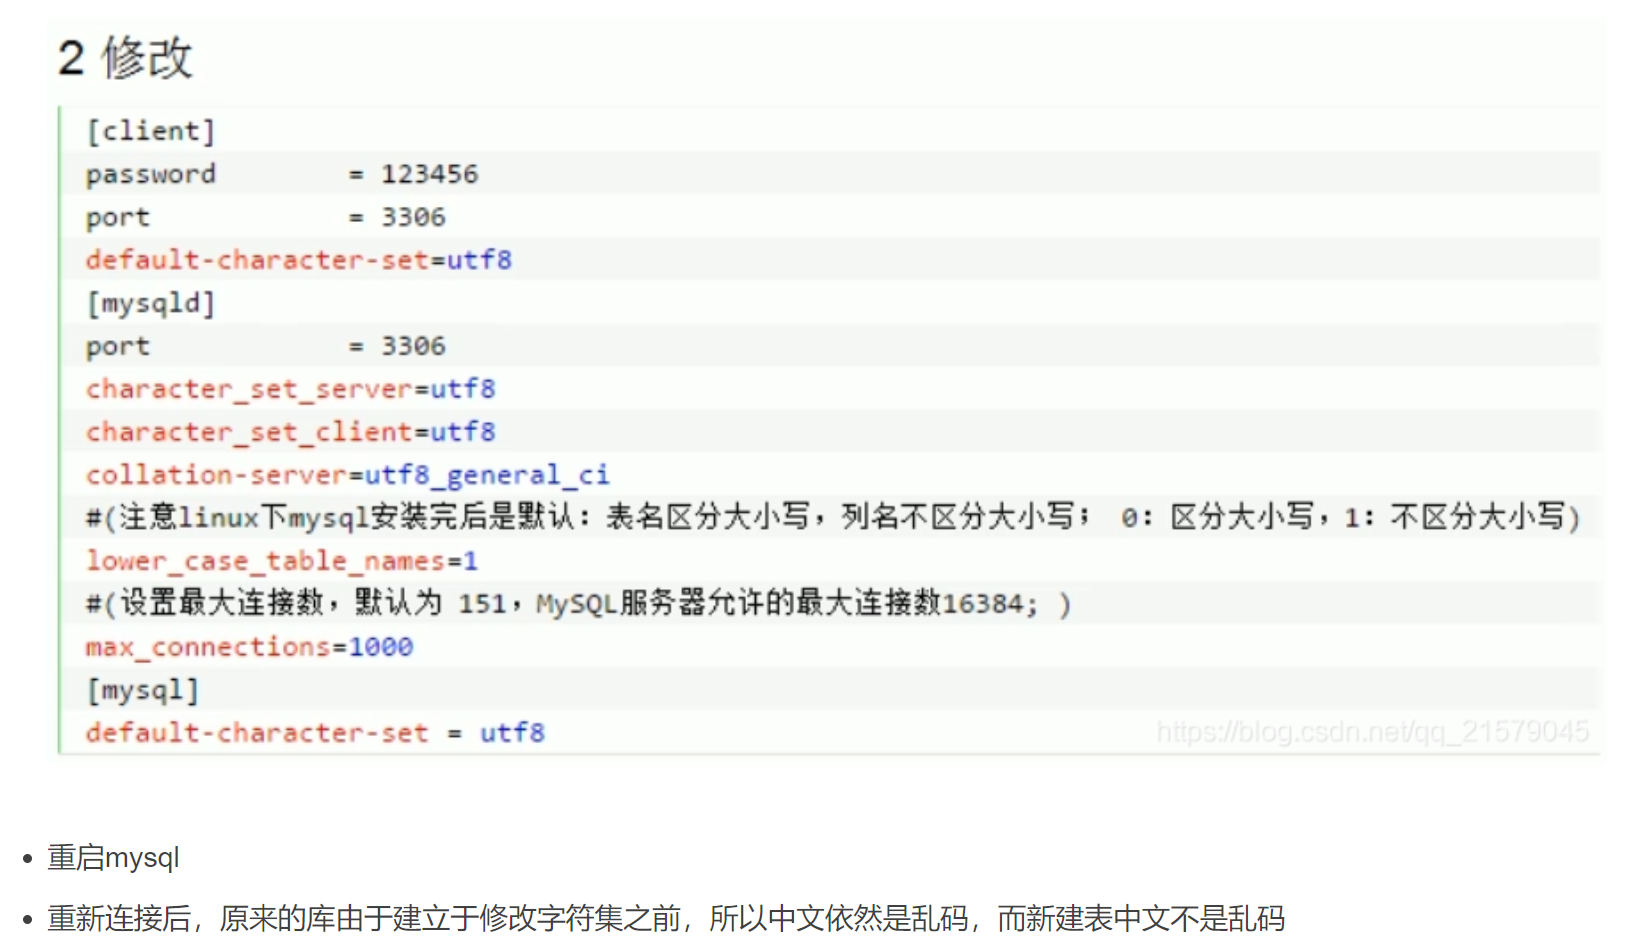 2 修改
[client]
password = 123456
port = 3306
default-character-set=utf8
[mysqld]
port = 3306
character_set_server=utf8
character_set_client=utf8
collation-server=utf8_general_ci
#(注意linux下mysql安装完后是默认：表名区分大小写，列名不区分大小写； 0：区分大小写，1：不区分大小写)
lower_case_table_names=1
#(设置最大连接数，默认为 151，MySQL服务器允许的最大连接数16384; )
max_connections=1000
[mysql]
default-character-set = utf8
https://blog.csdn.net/qq_21579045
• 重启mysql
• 重新连接后，原来的库由于建立于修改字符集之前，所以中文依然是乱码，而新建表中文不是乱码